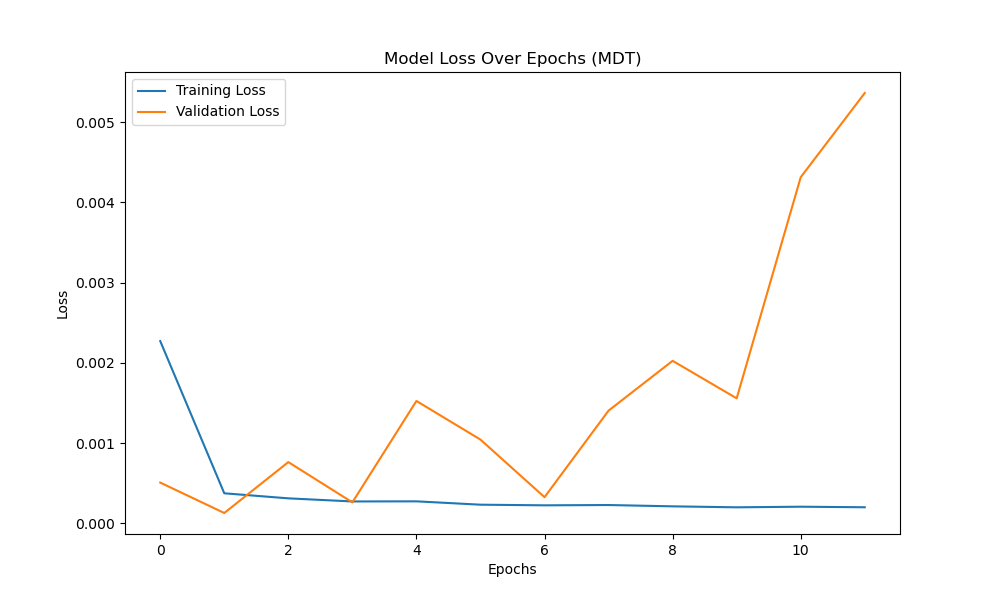 Model Loss Over Epochs (MDT)
Training Loss
Validation Loss
0.005
0.004
0.003
0.002
0.001
0.000
Loss
0 2 4 6 8 10
Epochs